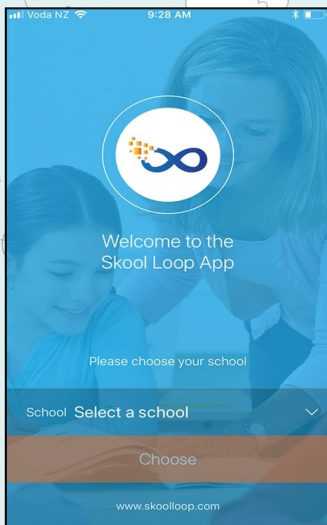 Voda NZ 9:28 AM
Welcome to the
Skool Loop App
Please choose your school
School Select a school
Choose
www.skoolloop.com